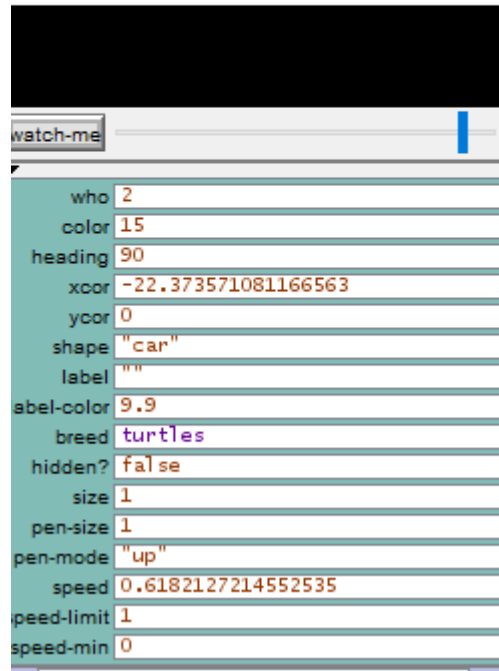 watch-me
who 2
color 15
heading 90
xcor -22.373571081166563
ycor 0
shape "car"
label ""
abel-color 9.9
breed turtles
hidden? false
size 1
pen-size 1
pen-mode "up"
speed 0.6182127214552535
speed-limit 1
speed-min 0